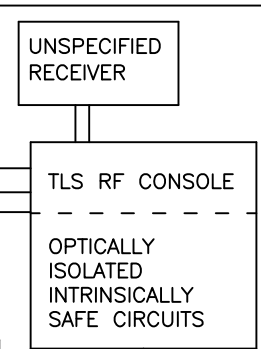 UNSPECIFIED
RECEIVER
TLS RF CONSOLE
OPTICALLY
ISOLATED
INTRINSICALLY
SAFE CIRCUITS